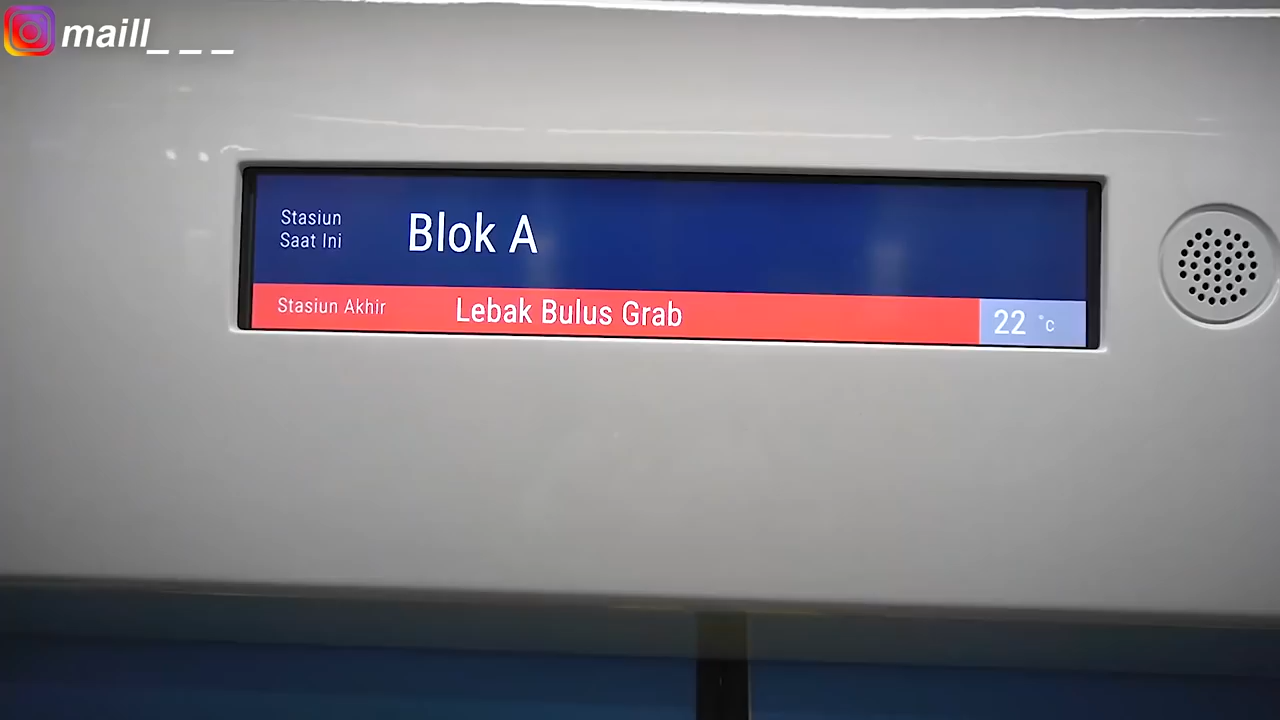 maill_ _ _
Stasiun
Saat Ini
Blok A
Stasiun Akhir
Lebak Bulus Grab
22 °c